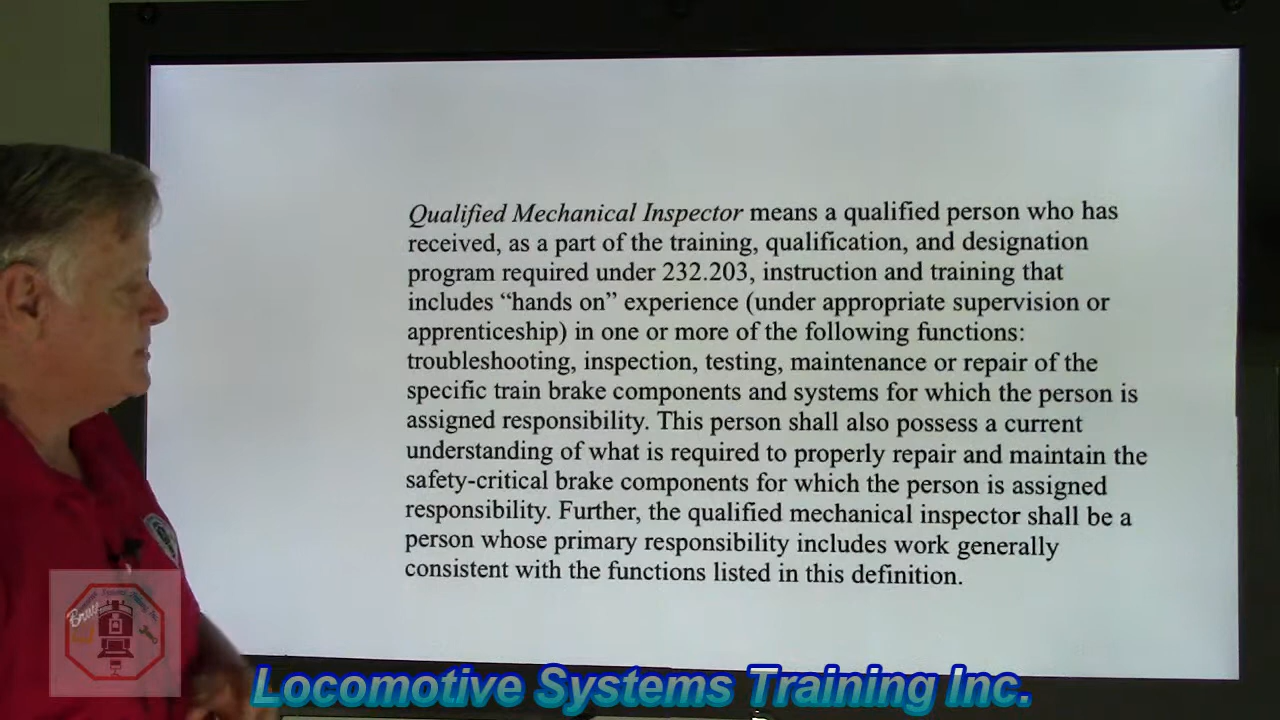 Qualified Mechanical Inspector means a qualified person who has
received, as a part of the training, qualification, and designation
program required under 232.203, instruction and training that
includes “hands on” experience (under appropriate supervision or
apprenticeship) in one or more of the following functions:
troubleshooting, inspection, testing, maintenance or repair of the
specific train brake components and systems for which the person is
assigned responsibility. This person shall also possess a current
understanding of what is required to properly repair and maintain the
safety-critical brake components for which the person is assigned
responsibility. Further, the qualified mechanical inspector shall be a
person whose primary responsibility includes work generally
consistent with the functions listed in this definition.
Locomotive Systems Training Inc.